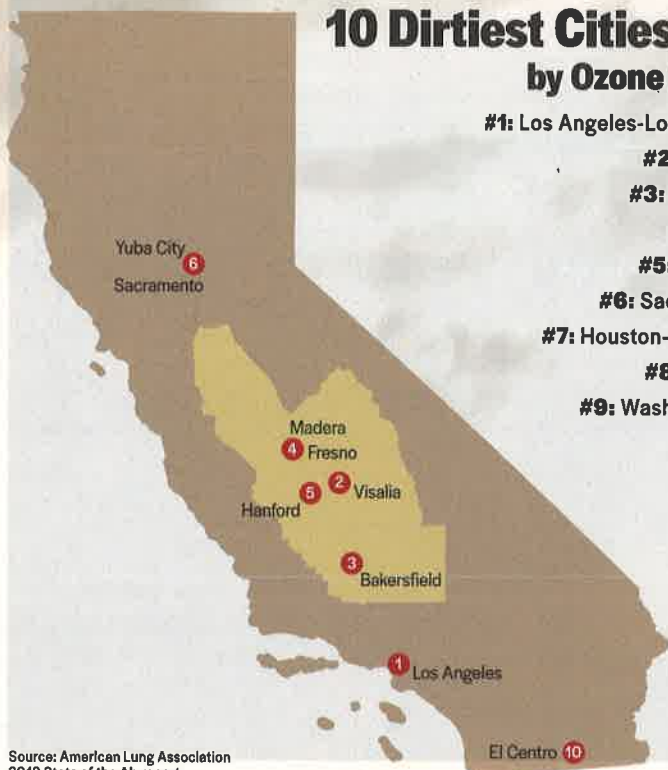 10 Dirtiest Cities
by Ozone
#1: Los Angeles-Lo
#2
#3:
#5:
#6: Sac
#7: Houston-
#8
#9: Wash
Yuba City
6
Sacramento
Madera
4
Fresno
2
Visalia
5
Hanford
3
Bakersfield
1
Los Angeles
El Centro 10
Source: American Lung Association